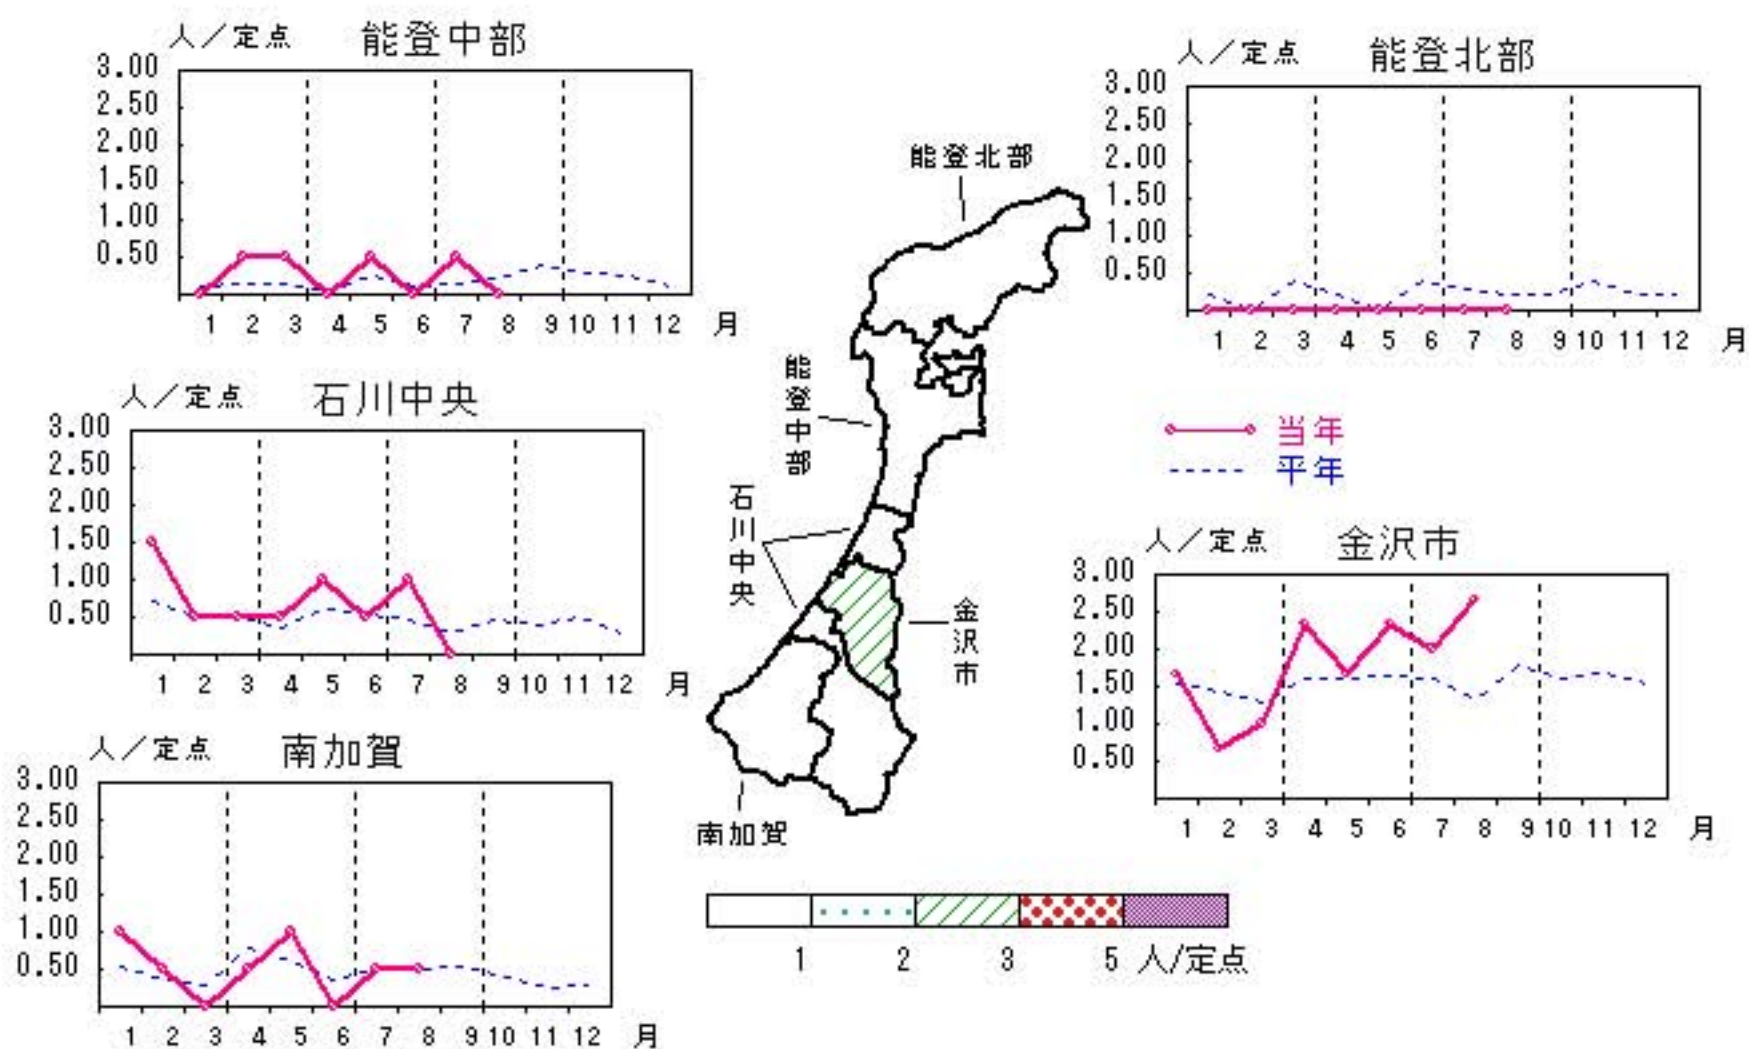 人/定点 能登中部
3.00
2.50
2.00
1.50
1.00
0.50
1 2 3 4 5 6 7 8 9 10 11 12 月
人/定点 能登北部
3.00
2.50
2.00
1.50
1.00
0.50
1 2 3 4 5 6 7 8 9 10 11 12 月
人/定点 石川中央
3.00
2.50
2.00
1.50
1.00
0.50
1 2 3 4 5 6 7 8 9 10 11 12 月
当年
平年
人/定点 金沢市
3.00
2.50
2.00
1.50
1.00
0.50
1 2 3 4 5 6 7 8 9 10 11 12 月
人/定点 南加賀
3.00
2.50
2.00
1.50
1.00
0.50
1 2 3 4 5 6 7 8 9 10 11 12 月
能登北部
能登中部
石川中央
金沢市
南加賀
1 2 3 5 人/定点